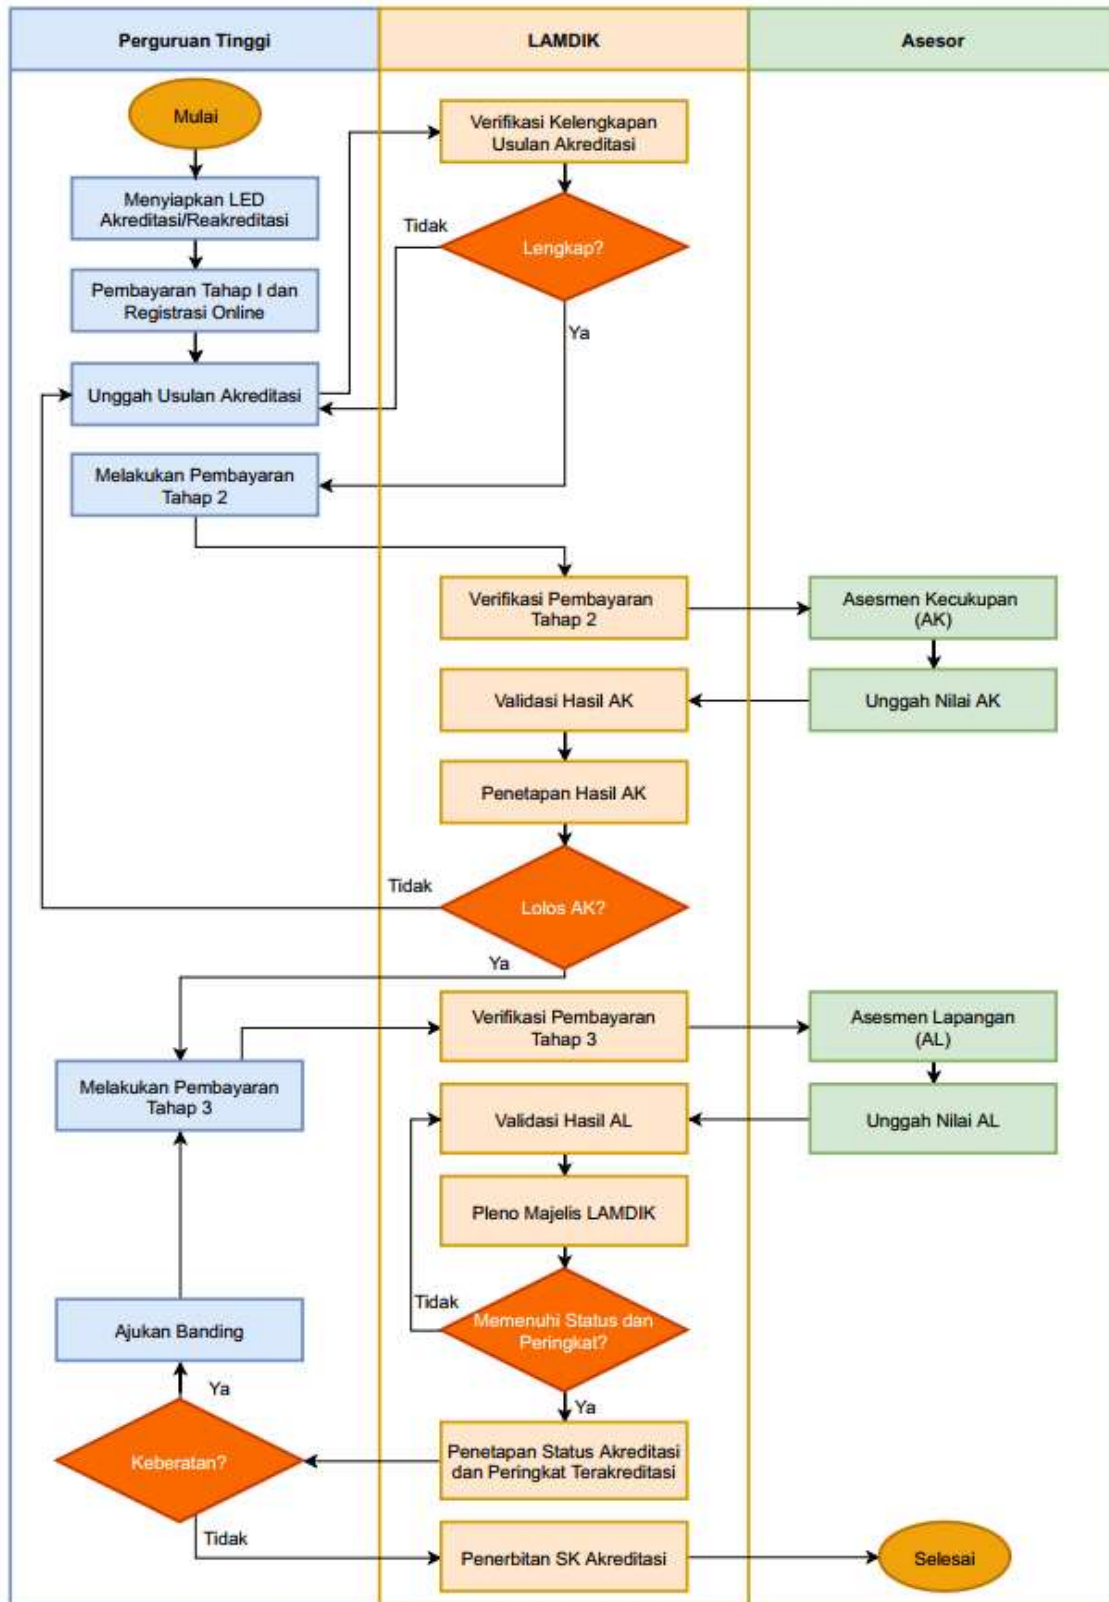 Perguruan Tinggi
LAMDIK
Asesor
Mulai
Verifikasi Kelengkapan
Usulan Akreditasi
Menyiapkan LED
Akreditasi/Reakreditasi
Tidak
Lengkap?
Pembayaran Tahap I dan
Registrasi Online
Ya
Unggah Usulan Akreditasi
Melakukan Pembayaran
Tahap 2
Verifikasi Pembayaran
Tahap 2
Asesmen Kecukupan
(AK)
Validasi Hasil AK
Unggah Nilai AK
Penetapan Hasil AK
Tidak
Lolos AK?
Ya
Verifikasi Pembayaran
Tahap 3
Asesmen Lapangan
(AL)
Melakukan Pembayaran
Tahap 3
Validasi Hasil AL
Unggah Nilai AL
Pleno Majelis LAMDIK
Tidak
Memenuhi Status dan
Peringkat?
Ajukan Banding
Ya
Ya
Keberatan?
Penetapan Status Akreditasi
dan Peringkat Terakreditasi
Tidak
Penerbitan SK Akreditasi
Selesai